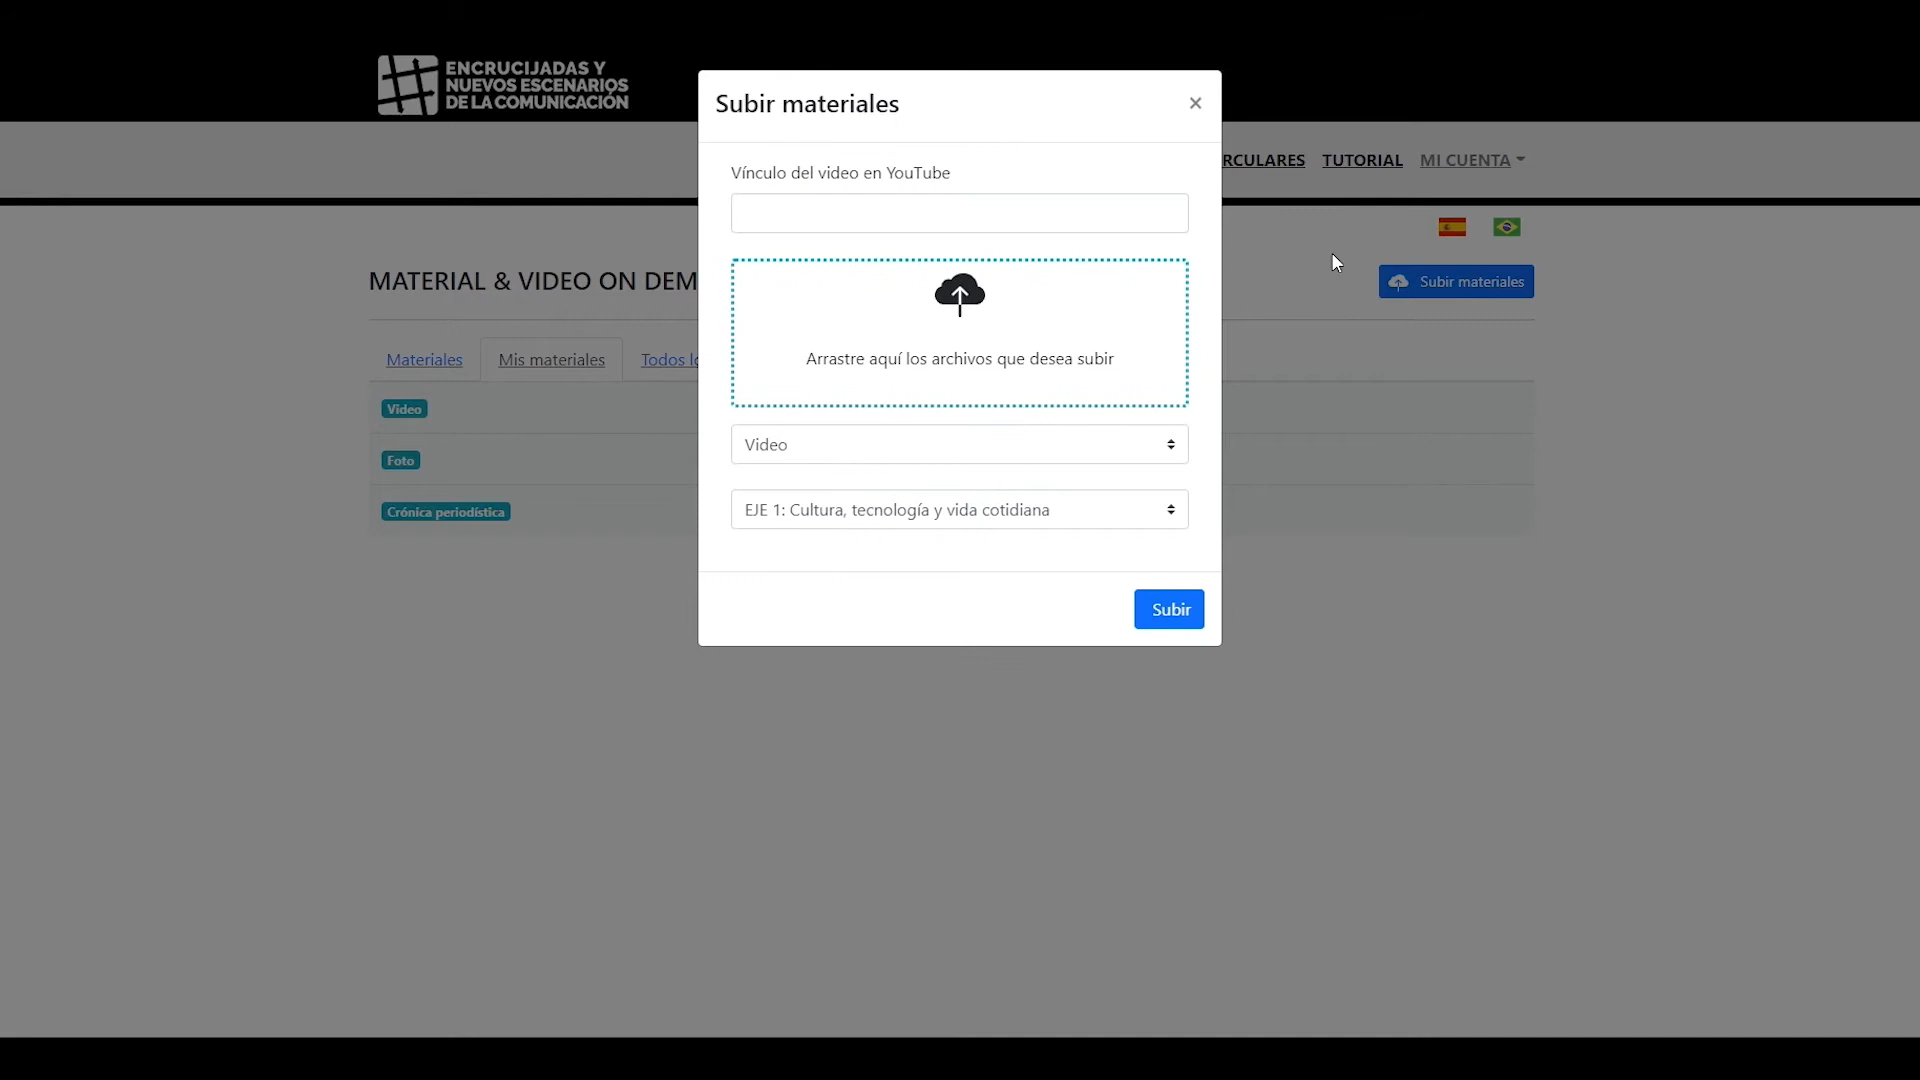 ENCRUCIJADAS Y
NUEVOS ESCENARIOS
DE LA COMUNICACIÓN
Subir materiales
×
TUTORIAL
MI CUENTA
Vínculo del video en YouTube
MATERIAL & VIDEO ON
Subir materiales
Arrastre aquí los archivos que desea subir
Materiales
Mis materiales
Todos
Video
Foto
Crónica periodística
Video
EJE 1: Cultura, tecnología y vida cotidiana
Subir